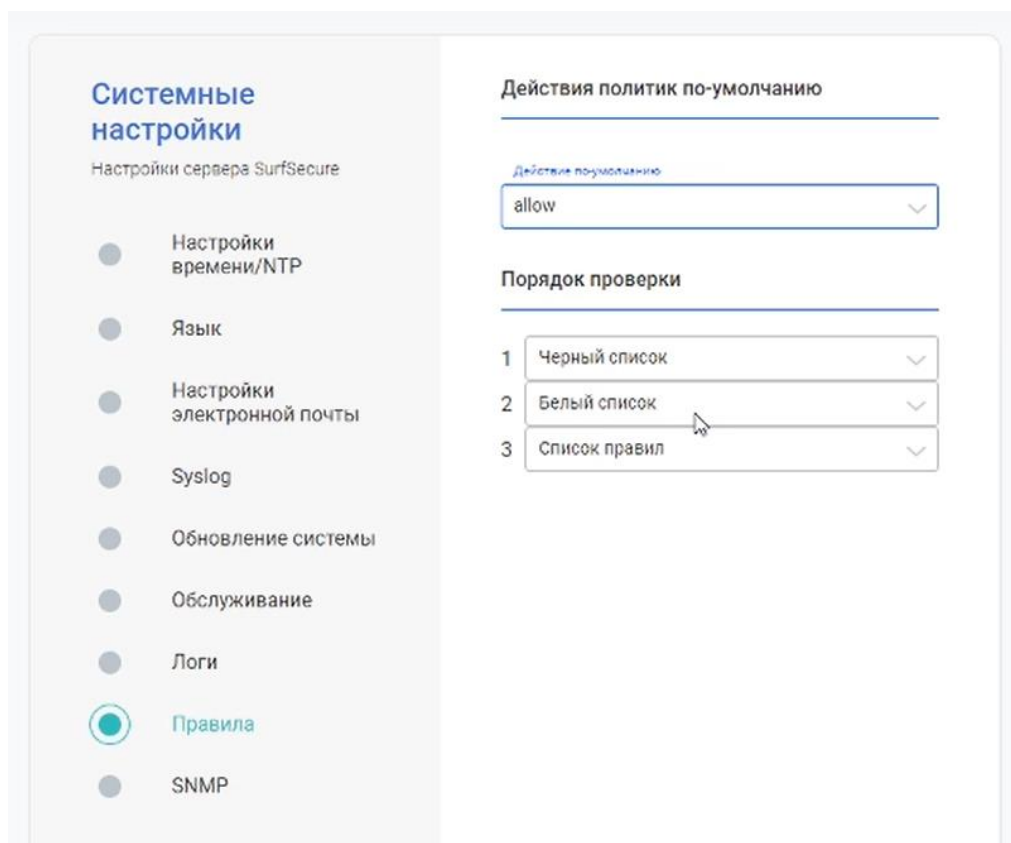 Системные
настройки
Настройки сервера SurfSecure
Настройки
времени/NTP
Язык
Настройки
электронной почты
Syslog
Обновление системы
Обслуживание
Логи
Правила
SNMP
Действия политик по-умолчанию
Действие по-умолчанию
allow
Порядок проверки
1 Черный список
2 Белый список
3 Список правил